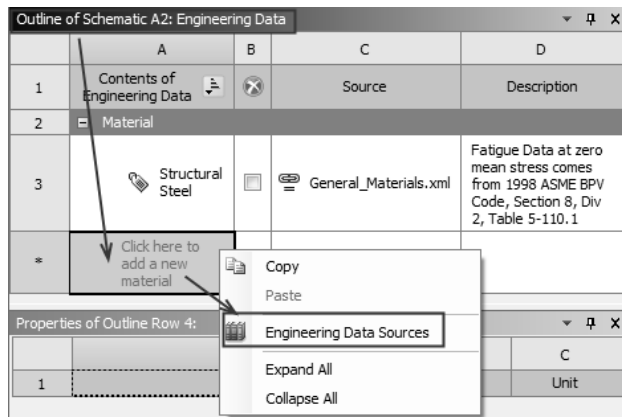 Outline of Schematic A2: Engineering Data
A B C D
1 Contents of Engineering Data Source Description
2 Material
3 Structural Steel General_Materials.xml Fatigue Data at zero mean stress comes from 1998 ASME BPV Code, Section 8, Div 2, Table 5-110.1
* Click here to add a new material
Copy
Paste
Engineering Data Sources
Expand All
Collapse All
Properties of Outline Row 4:
C
1 Unit